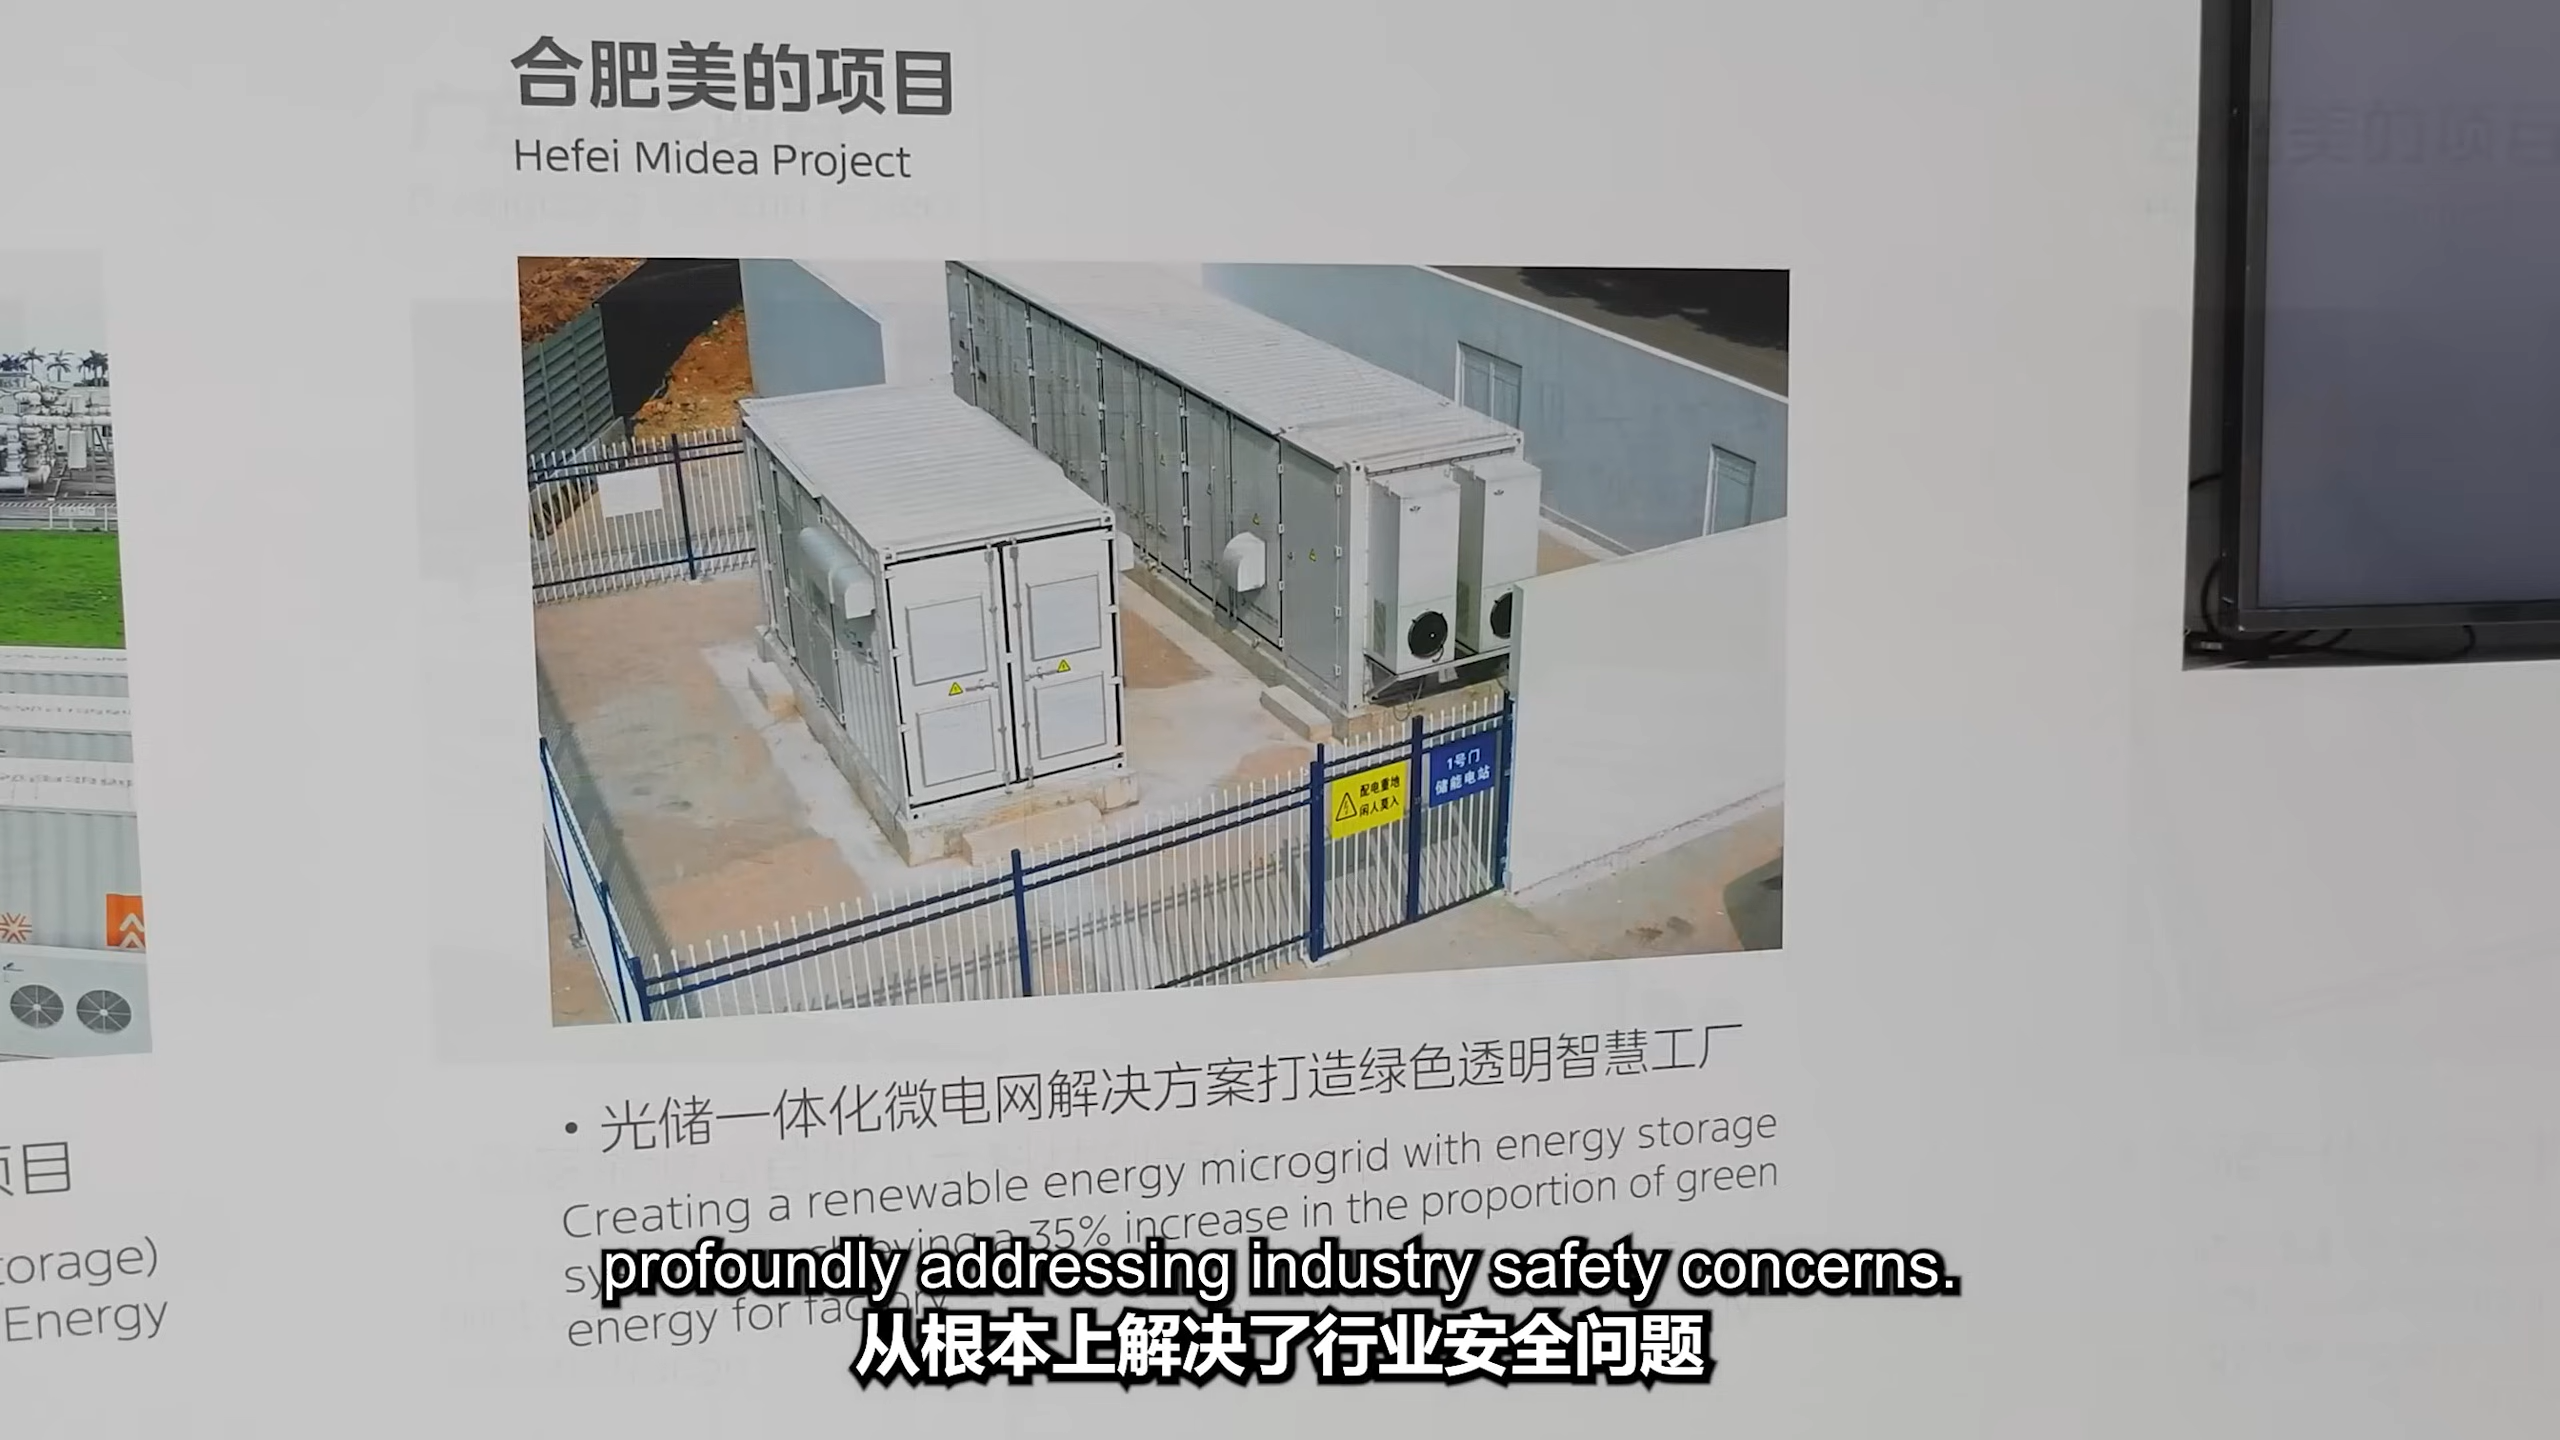 合肥美的项目
Hefei Midea Project
配电重地
闲人莫入
1号门
储能电站
• 光储一体化微电网解决方案打造绿色透明智慧工厂
Creating a renewable energy microgrid with energy storage
a 35% increase in the proportion of green
energy for factory
项目
torage)
Energy
profoundly addressing industry safety concerns.
从根本上解决了行业安全问题